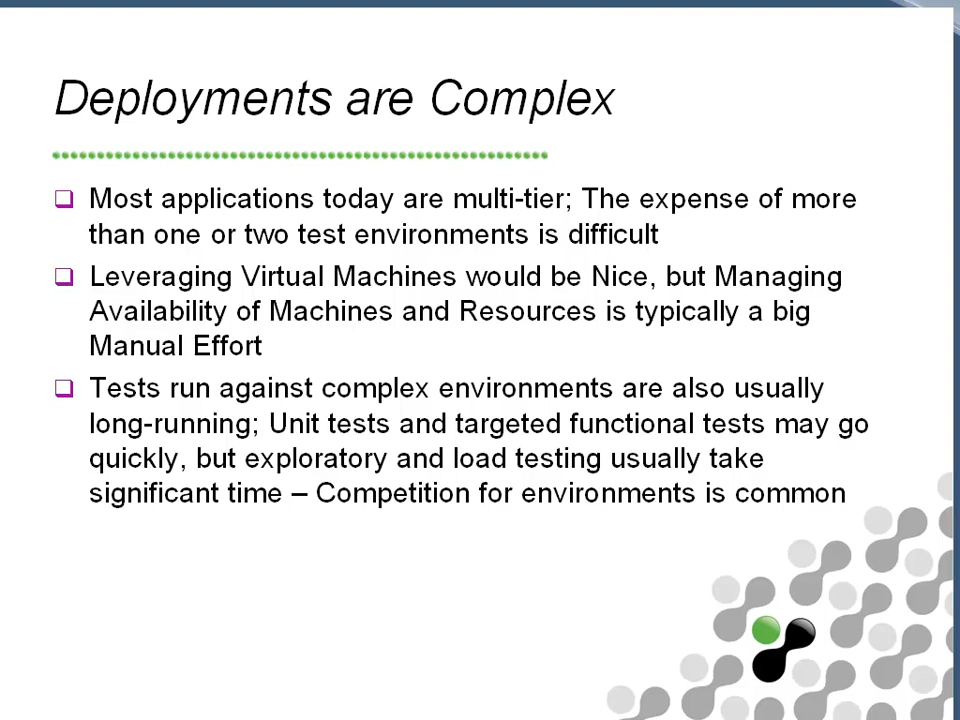 Deployments are Complex
Most applications today are multi-tier; The expense of more
than one or two test environments is difficult
Leveraging Virtual Machines would be Nice, but Managing
Availability of Machines and Resources is typically a big
Manual Effort
Tests run against complex environments are also usually
long-running; Unit tests and targeted functional tests may go
quickly, but exploratory and load testing usually take
significant time – Competition for environments is common